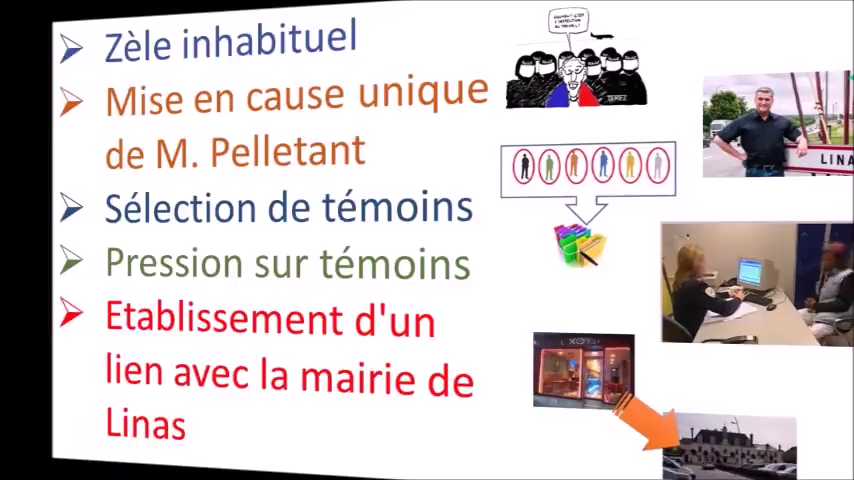 Zèle inhabituel
Mise en cause unique
de M. Pelletant
Sélection de témoins
Pression sur témoins
Etablissement d'un
lien avec la mairie de
Linas
LINA